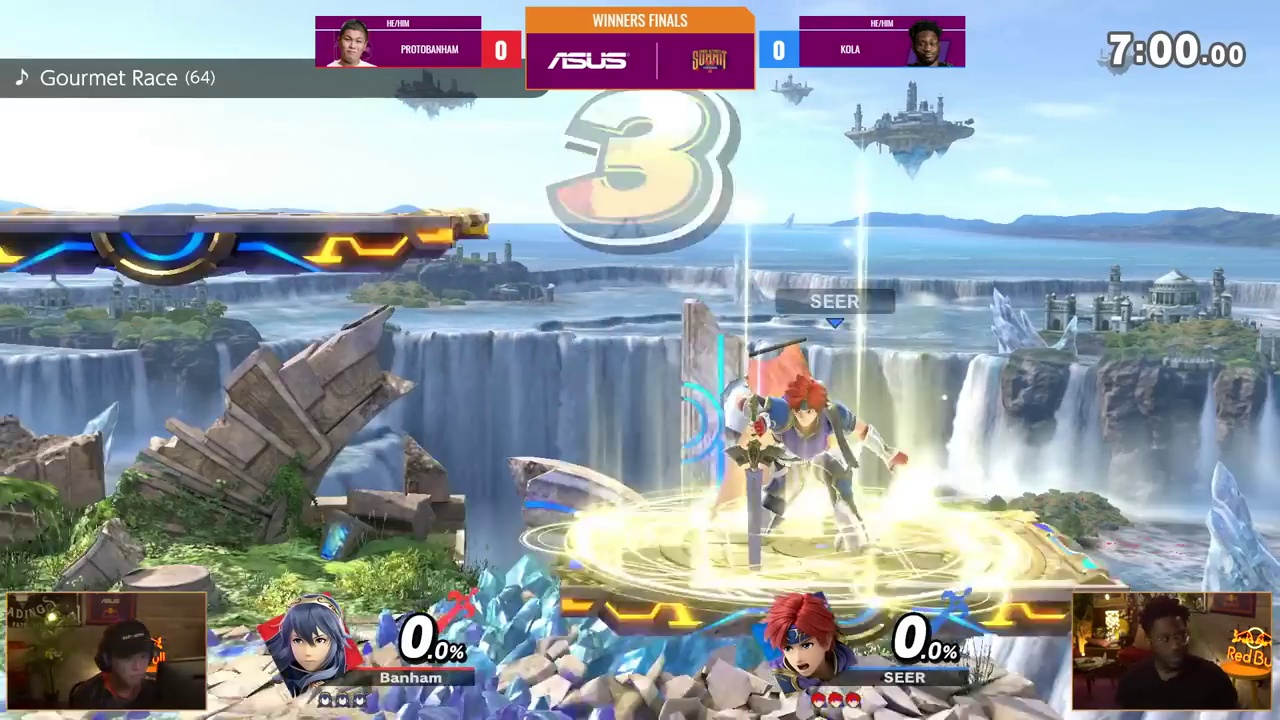 HE/HIM
PROTOBANHAM
0
WINNERS FINALS
ASUS
SUMMIT
0
HE/HIM
KOLA
7:00.00
♪ Gourmet Race (64)
3
SEER
0.0%
Banham
0.0%
SEER
Red Bu